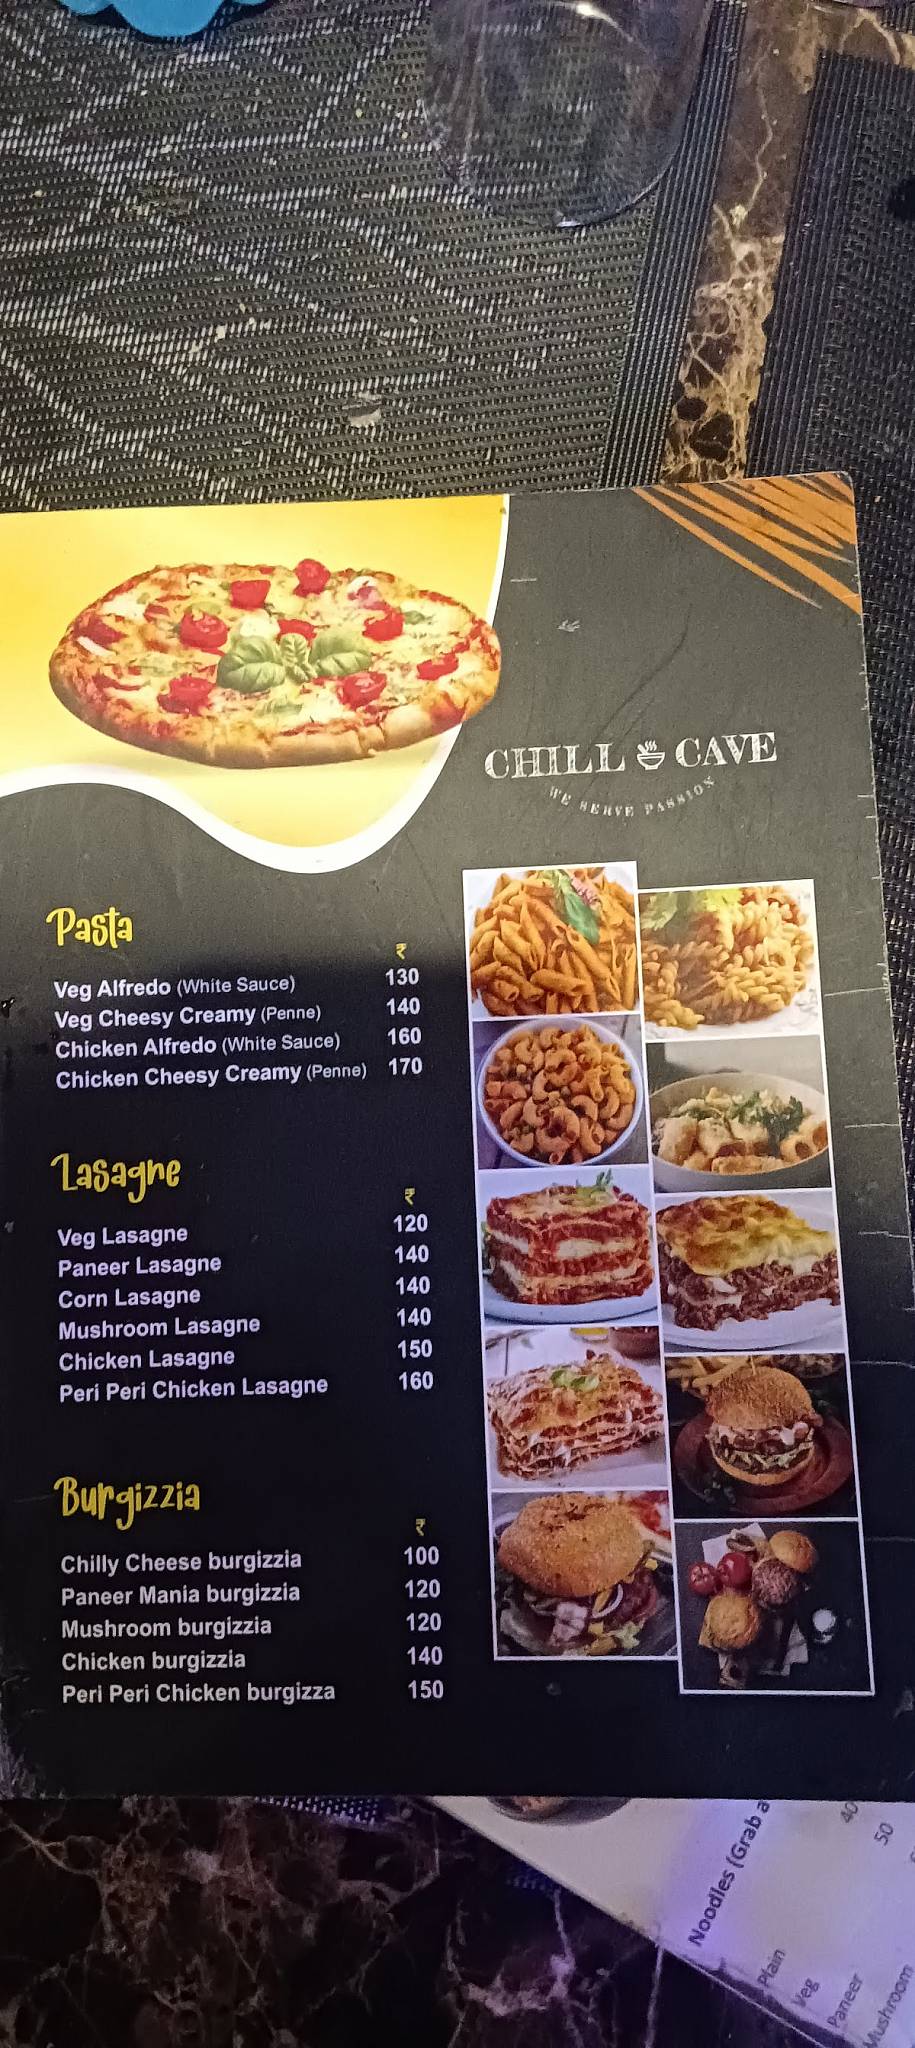 CHILL CAVE
WE SERVE PASSION
Pasta
₹
Veg Alfredo (White Sauce) 130
Veg Cheesy Creamy (Penne) 140
Chicken Alfredo (White Sauce) 160
Chicken Cheesy Creamy (Penne) 170
Lasagne
₹
Veg Lasagne 120
Paneer Lasagne 140
Corn Lasagne 140
Mushroom Lasagne 140
Chicken Lasagne 150
Peri Peri Chicken Lasagne 160
Burgizzia
₹
Chilly Cheese burgizzia 100
Paneer Mania burgizzia 120
Mushroom burgizzia 120
Chicken burgizzia 140
Peri Peri Chicken burgizza 150
Noodles (Grab a
Plain 40
Veg 50
Paneer
Mushroom